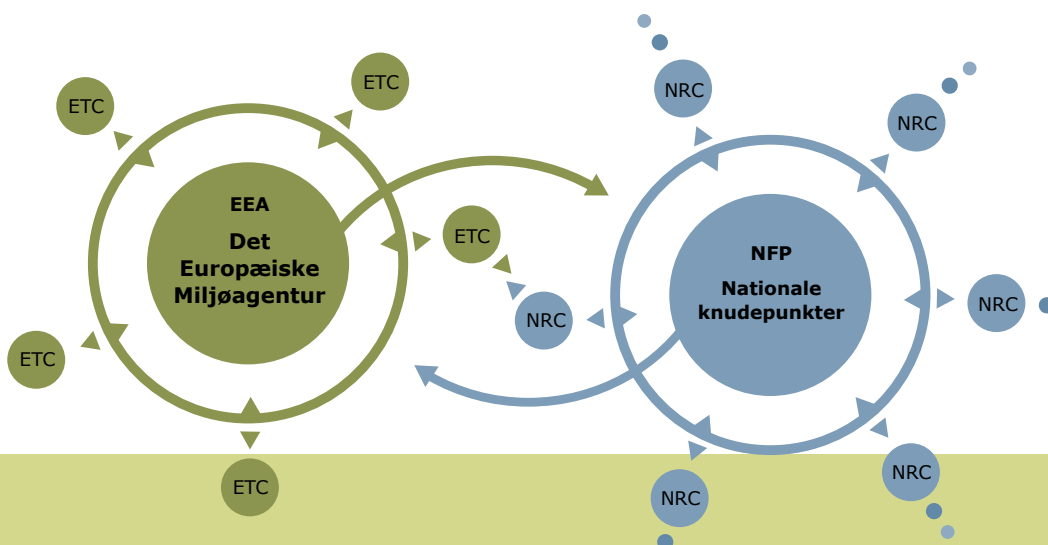 ETC
ETC
EEA
Det
Europæiske
Miljøagentur
ETC
ETC
ETC
NRC
NRC
NRC
NFP
Nationale
knudepunkter
NRC
NRC
NRC